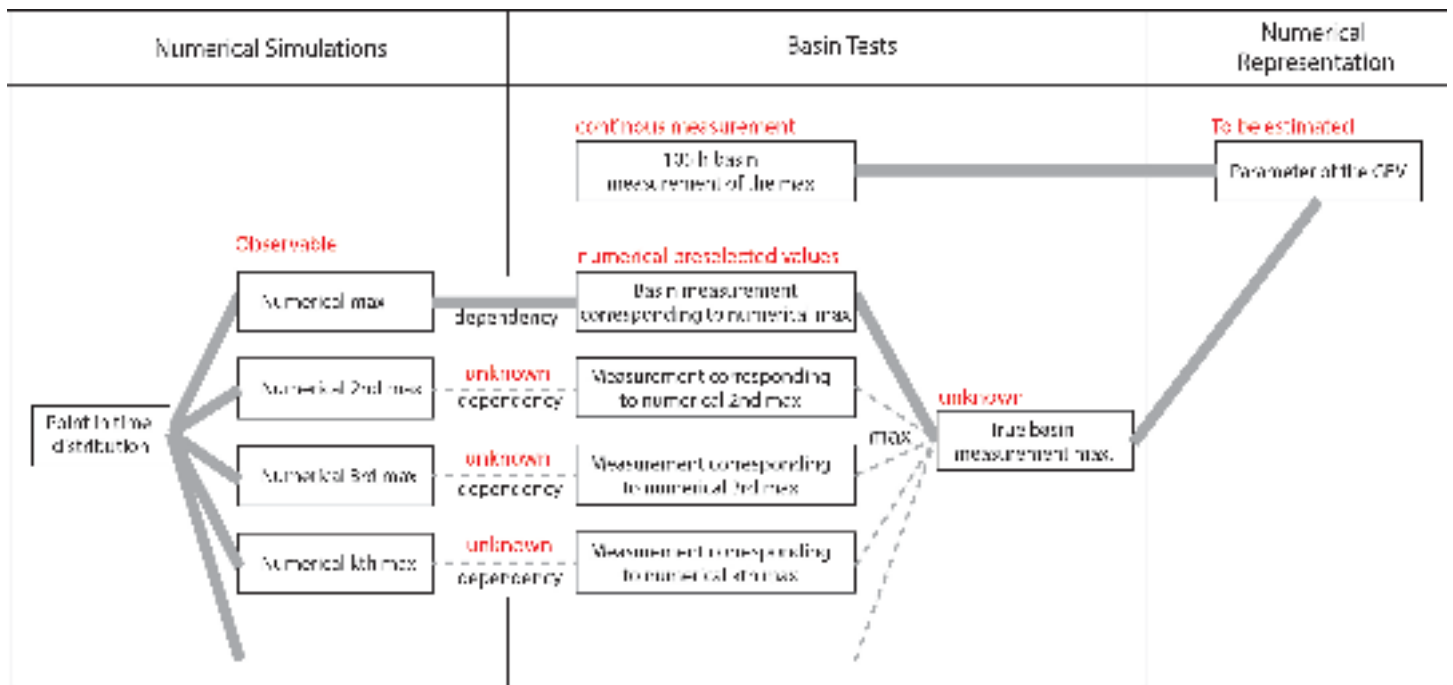 Numerical Simulations
Basin Tests
Numerical
Representation
continous measurement
To be estimated
100 h basin
measurement of the max
Parameter of the GEV
Observable
numerical preselected values
Numerical max
dependency
Basin measurement
corresponding to numerical max
Numerical 2nd max
unknown
dependency
Measurement corresponding
to numerical 2nd max
Point in time
distribution
max
unknown
True basin
measurement max.
Numerical 3rd max
unknown
dependency
Measurement corresponding
to numerical 3rd max
Numerical kth max
unknown
dependency
Measurement corresponding
to numerical kth max